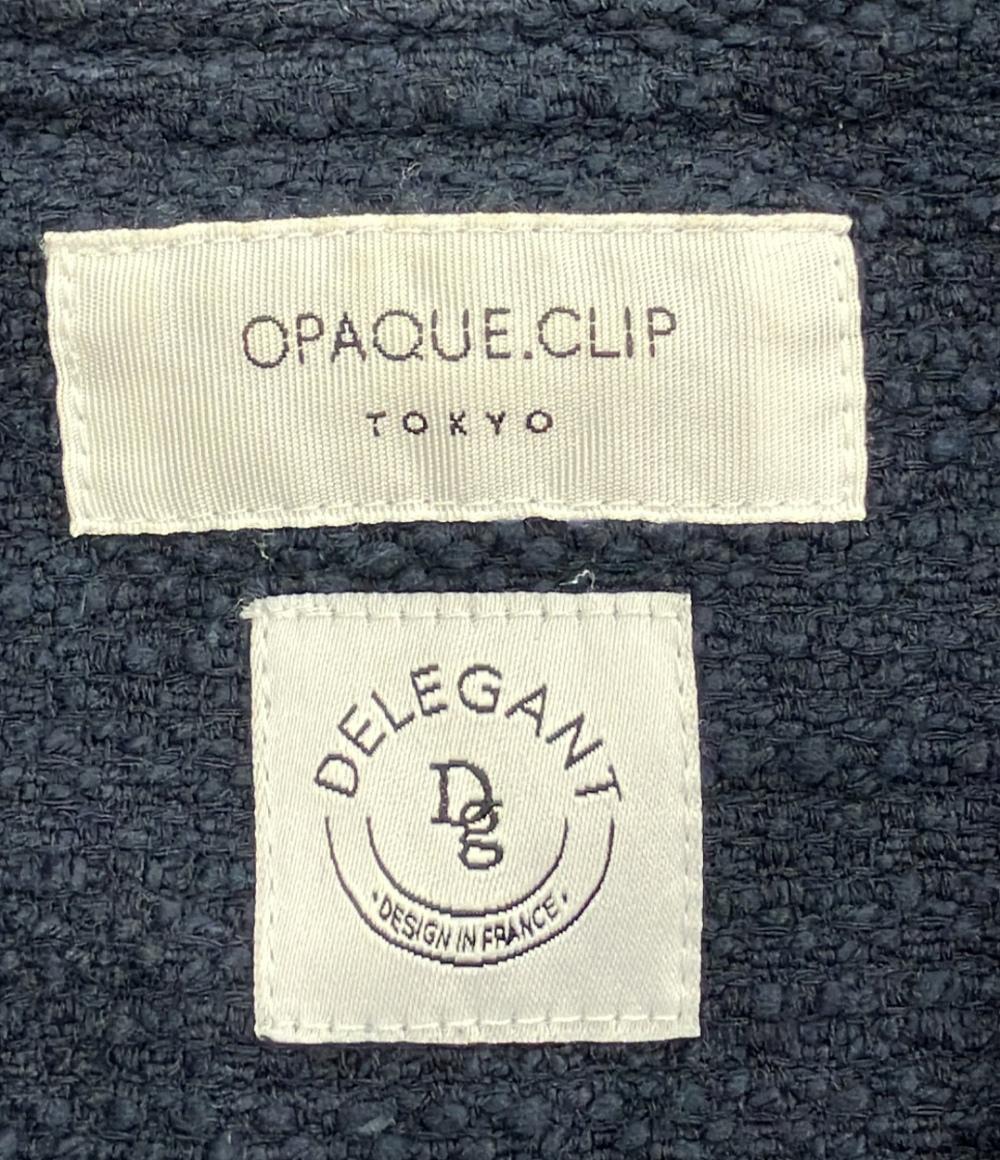 OPAQUE.CLIP
TOKYO
DELEGANT
Dg
·DESIGN IN FRANCE·